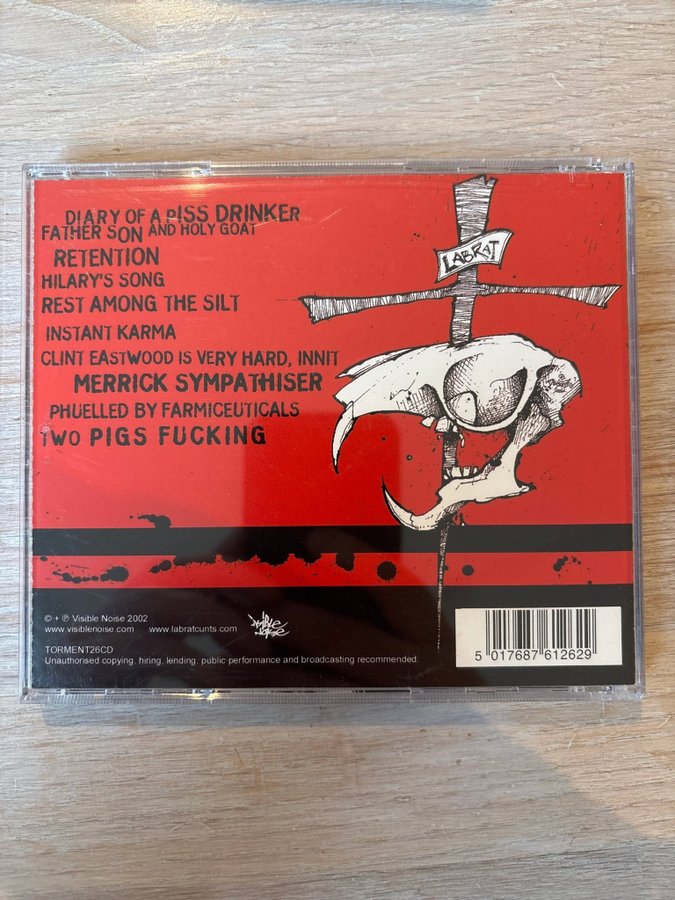 DIARY OF A PISS DRINKER
FATHER SON AND HOLY GOAT
RETENTION
HILARY'S SONG
REST AMONG THE SILT
INSTANT KARMA
CLINT EASTWOOD IS VERY HARD, INNIT
MERRICK SYMPATHISER
PHUELLED BY FARMICEUTICALS
TWO PIGS FUCKING
LABRAT
© + ℗ Visible Noise 2002
www.visiblenoise.com www.labratcunts.com
visible noise
TORMENT26CD
Unauthorised copying, hiring, lending, public performance and broadcasting recommended.
5 017687 612629